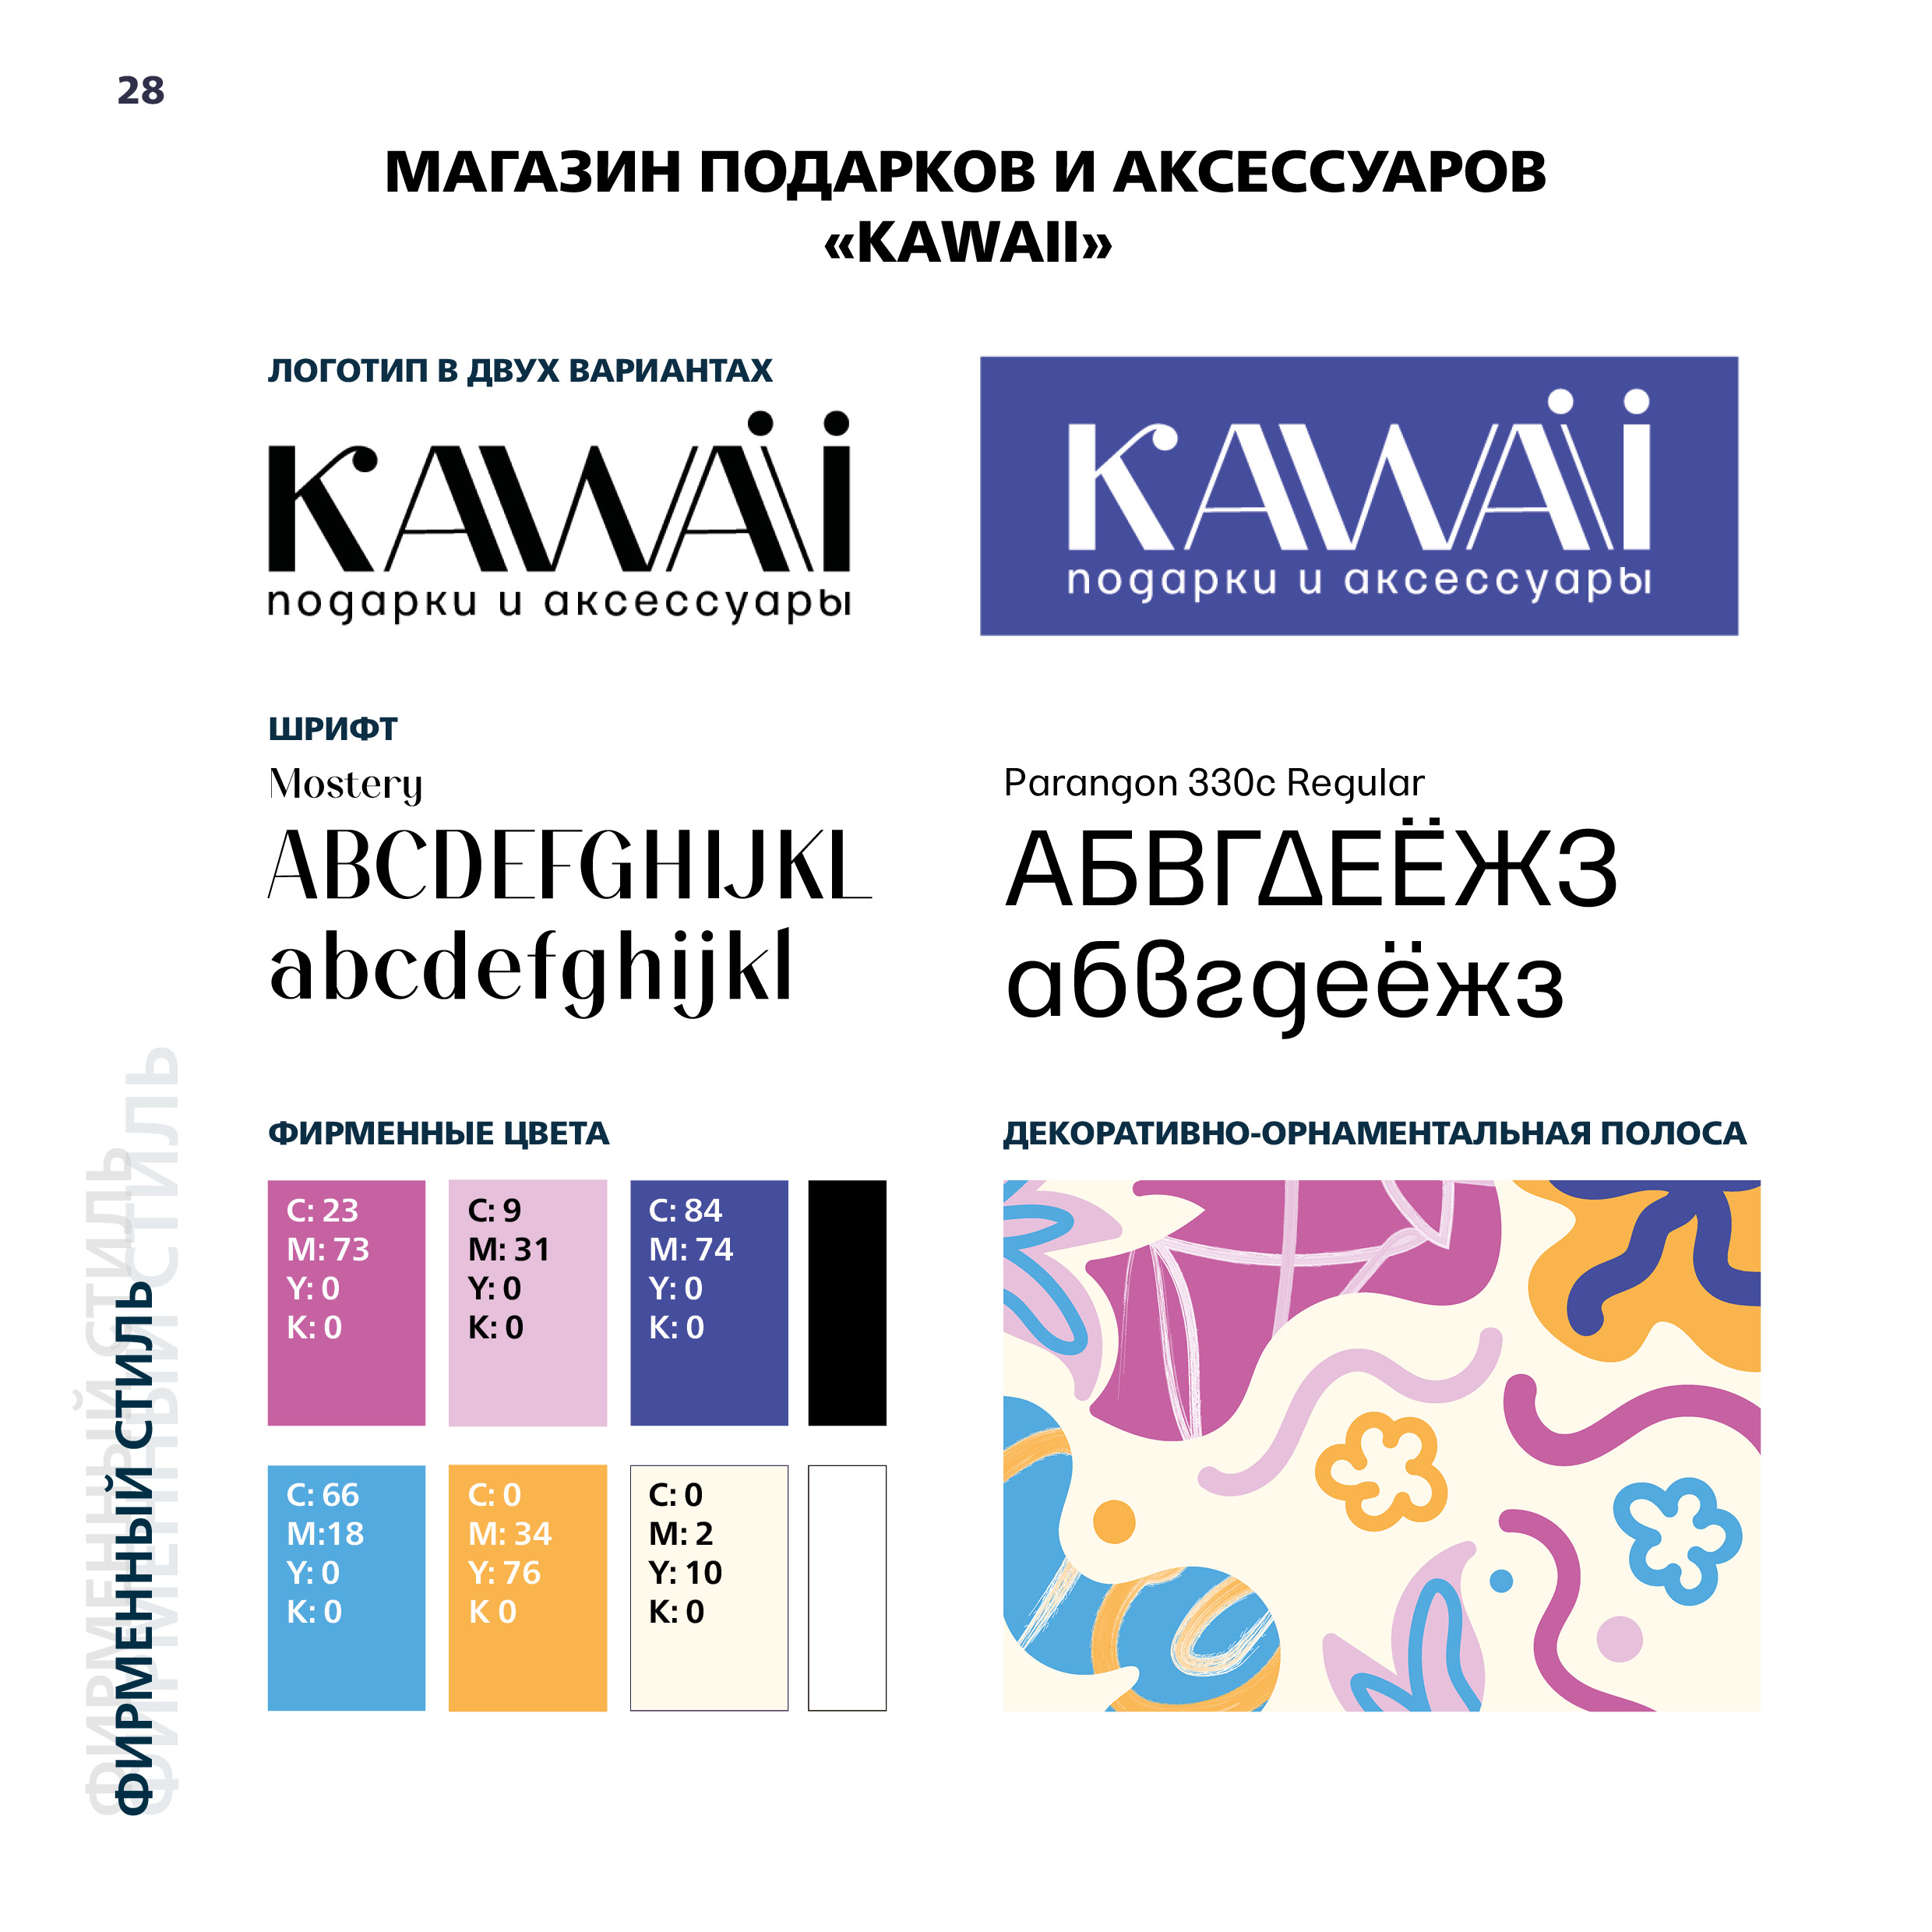 28
МАГАЗИН ПОДАРКОВ И АКСЕССУАРОВ
«KAWAII»
ЛОГОТИП В ДВУХ ВАРИАНТАХ
KAWAii
подарки и аксессуары
KAWAii
подарки и аксессуары
ШРИФТ
Mostery
ABCDEFGHIJKL
abcdefghijkl
Parangon 330c Regular
АБВГДЕЁЖЗ
абвгдеёжз
ФИРМЕННЫЕ ЦВЕТА
C: 23
M: 73
Y: 0
K: 0
C: 9
M: 31
Y: 0
K: 0
C: 84
M: 74
Y: 0
K: 0
C: 66
M:18
Y: 0
K: 0
C: 0
M: 34
Y: 76
K 0
C: 0
M: 2
Y: 10
K: 0
ДЕКОРАТИВНО-ОРНАМЕНТАЛЬНАЯ ПОЛОСА
ФИРМЕННЫЙ СТИЛЬ
ФИРМЕННЫЙ СТИЛЬ
ФИРМЕННЫЙ СТИЛЬ